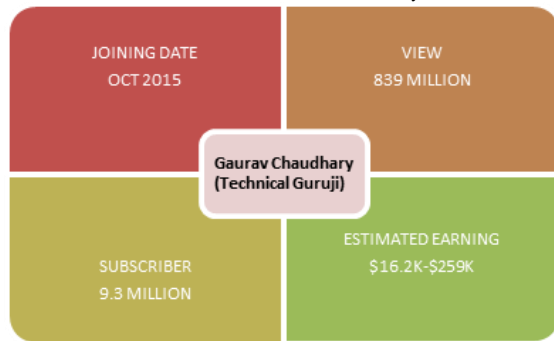 JOINING DATE
OCT 2015
VIEW
839 MILLION
Gaurav Chaudhary
(Technical Guruji)
SUBSCRIBER
9.3 MILLION
ESTIMATED EARNING
$16.2K-$259K